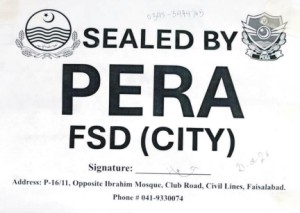 SEALED BY
PERA
FSD (CITY)
Signature:
Address: P-16/11, Opposite Ibrahim Mosque, Club Road, Civil Lines, Faisalabad.
Phone # 041-9330074